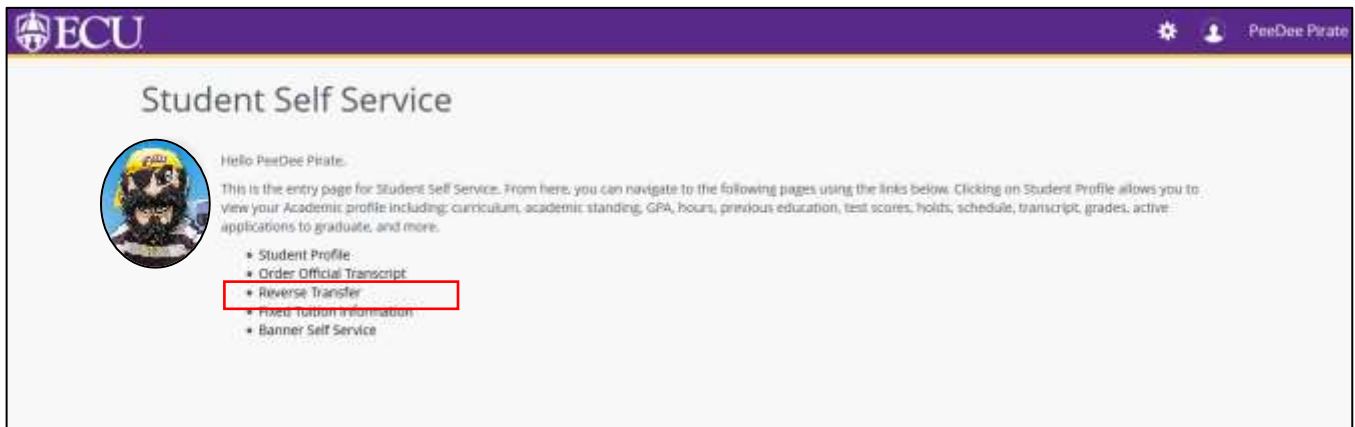 ECU
PeeDee Pirate
Student Self Service
Hello PeeDee Pirate,
This is the entry page for Student Self Service. From here, you can navigate to the following pages using the links below. Clicking on Student Profile allows you to
view your Academic profile including: curriculum, academic standing, GPA, hours, previous education, test scores, holds, schedule, transcript, grades, active
applications to graduate, and more.
• Student Profile
• Order Official Transcript
• Reverse Transfer
• Fixed Tuition Information
• Banner Self Service